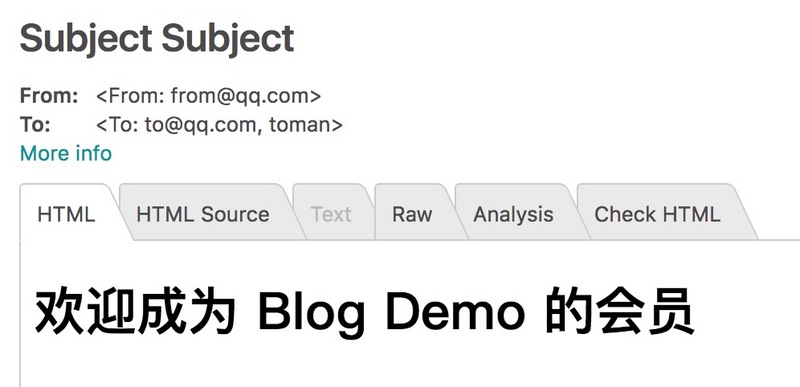 Subject Subject
From: <From: from@qq.com>
To: <To: to@qq.com, toman>
More info
HTML HTML Source Text Raw Analysis Check HTML
欢迎成为 Blog Demo 的会员